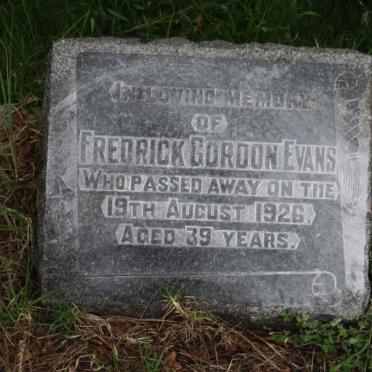 IN LOVING MEMORY
OF
FREDRICK GORDON EVANS
WHO PASSED AWAY ON THE
19TH AUGUST 1926.
AGED 39 YEARS.